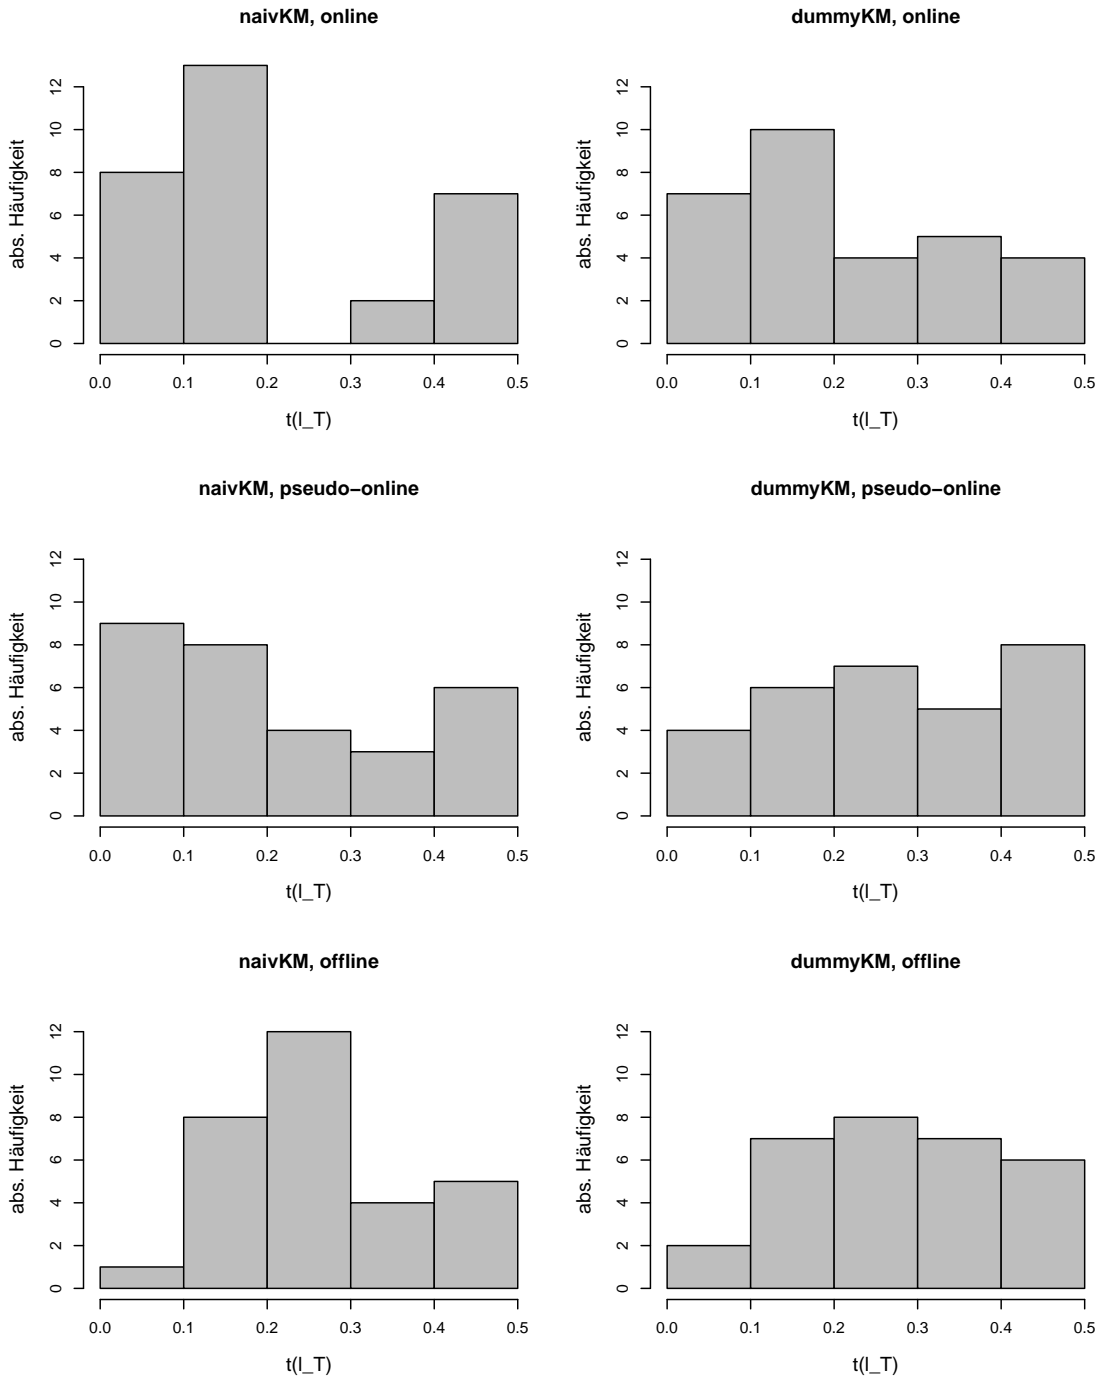 naivKM, online
abs. Häufigkeit
0 2 4 6 8 10 12
0.0 0.1 0.2 0.3 0.4 0.5
t(l_T)
dummyKM, online
abs. Häufigkeit
0 2 4 6 8 10 12
0.0 0.1 0.2 0.3 0.4 0.5
t(l_T)
naivKM, pseudo−online
abs. Häufigkeit
0 2 4 6 8 10 12
0.0 0.1 0.2 0.3 0.4 0.5
t(l_T)
dummyKM, pseudo−online
abs. Häufigkeit
0 2 4 6 8 10 12
0.0 0.1 0.2 0.3 0.4 0.5
t(l_T)
naivKM, offline
abs. Häufigkeit
0 2 4 6 8 10 12
0.0 0.1 0.2 0.3 0.4 0.5
t(l_T)
dummyKM, offline
abs. Häufigkeit
0 2 4 6 8 10 12
0.0 0.1 0.2 0.3 0.4 0.5
t(l_T)